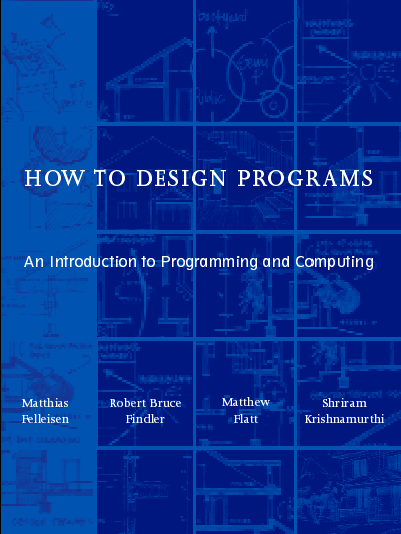 HOW TO DESIGN PROGRAMS
An Introduction to Programming and Computing
Matthias
Felleisen
Robert Bruce
Findler
Matthew
Flatt
Shriram
Krishnamurthi